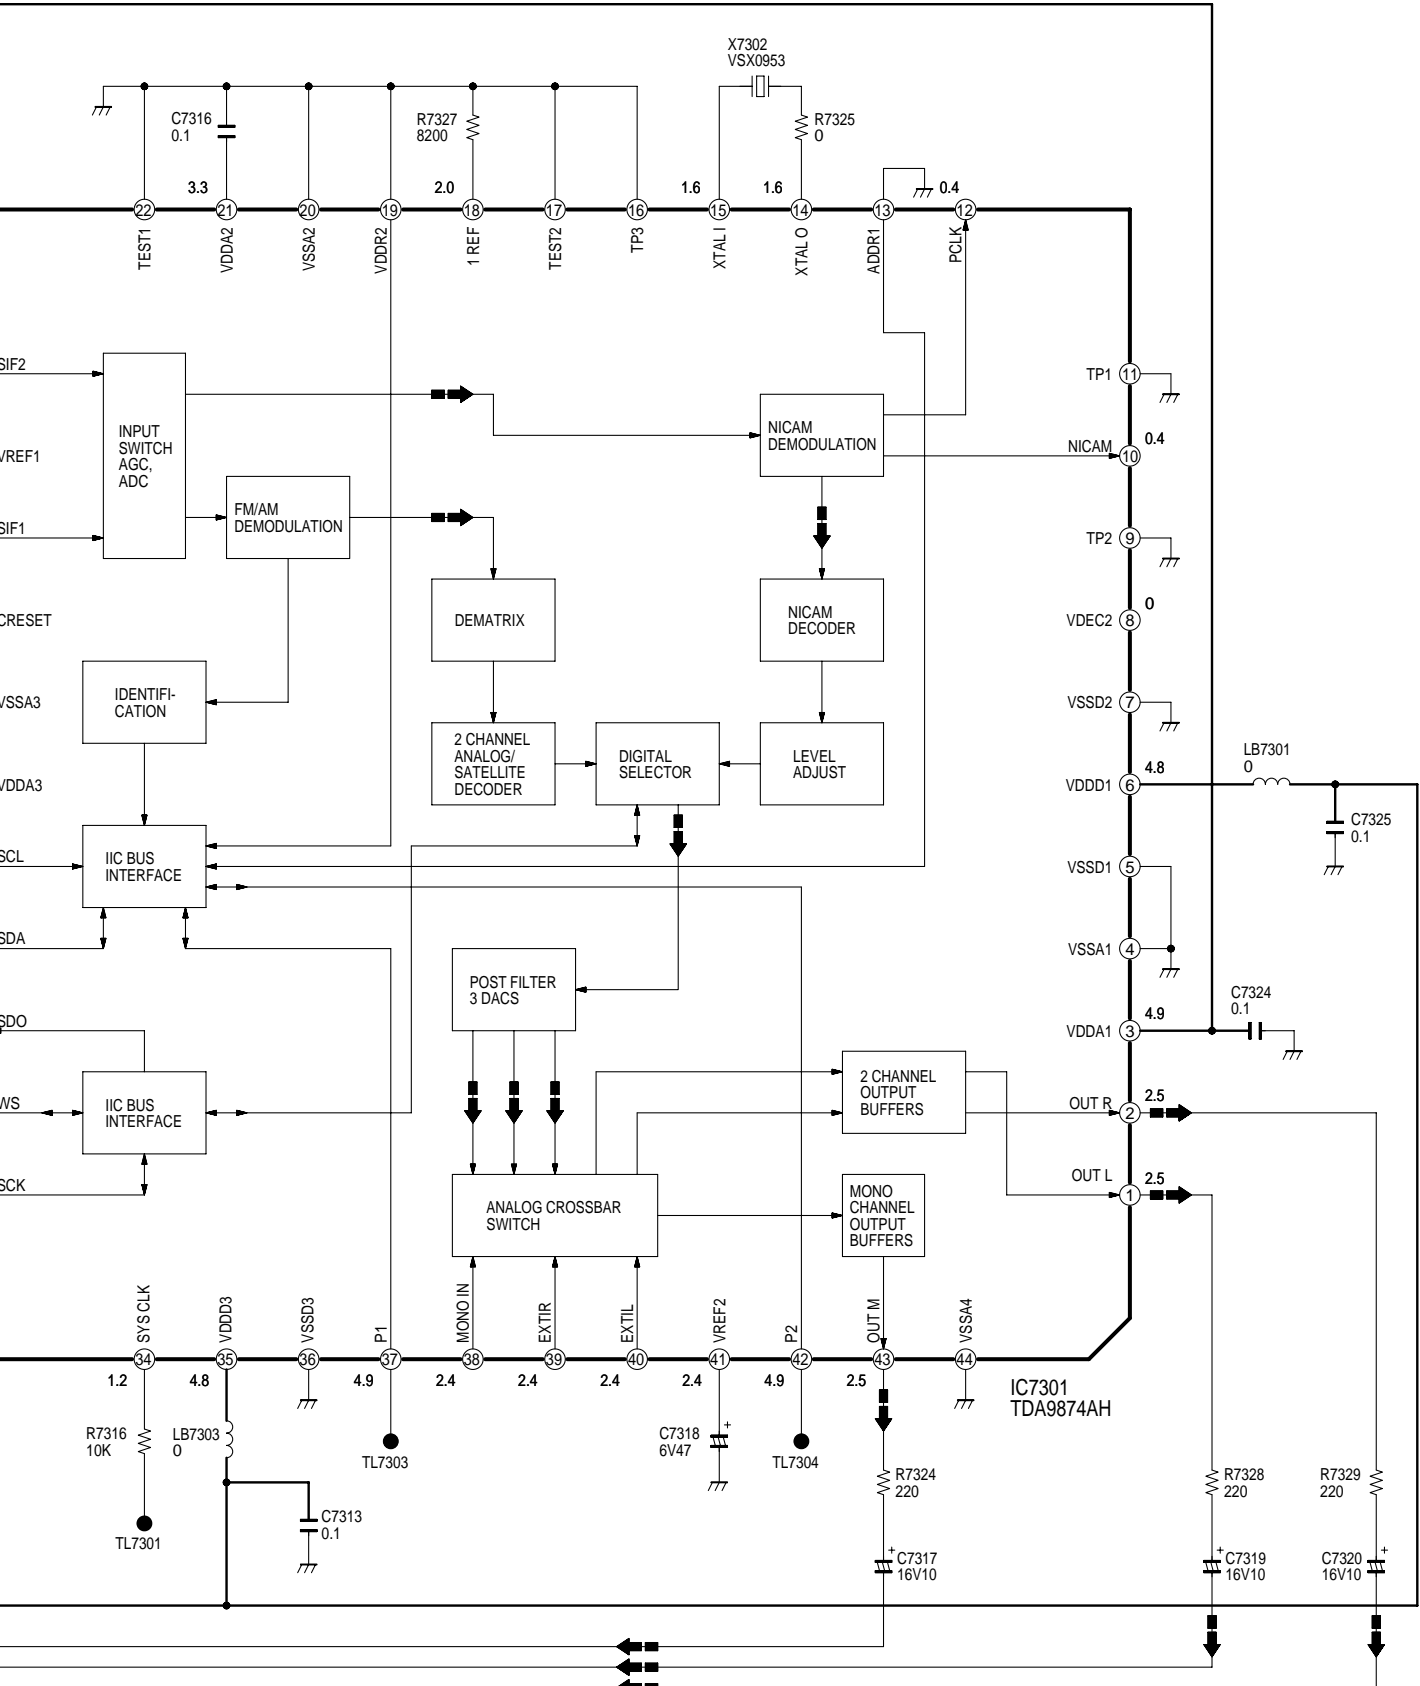 X7302
VSX0953
C7316
0.1
R7327
8200
R7325
0
3.3
2.0
1.6
1.6
0.4
22
21
20
19
18
17
16
15
14
13
12
TEST1
VDDA2
VSSA2
VDDR2
1 REF
TEST2
TP3
XTAL I
XTAL O
ADDR1
PCLK
SIF2
TP1
11
INPUT
SWITCH
AGC,
ADC
NICAM
DEMODULATION
VREF1
NICAM
10
0.4
FM/AM
DEMODULATION
SIF1
TP2
9
CRESET
DEMATRIX
NICAM
DECODER
VDEC2
8
0
VSSA3
IDENTIFI-
CATION
VSSD2
7
2 CHANNEL
ANALOG/
SATELLITE
DECODER
DIGITAL
SELECTOR
LEVEL
ADJUST
LB7301
0
VDDA3
VDDD1
6
4.8
C7325
0.1
SCL
IIC BUS
INTERFACE
VSSD1
5
SDA
VSSA1
4
POST FILTER
3 DACS
C7324
0.1
SDO
VDDA1
3
4.9
2 CHANNEL
OUTPUT
BUFFERS
WS
IIC BUS
INTERFACE
OUT R
2
2.5
SCK
ANALOG CROSSBAR
SWITCH
MONO
CHANNEL
OUTPUT
BUFFERS
OUT L
1
2.5
SYS CLK
VDDD3
VSSD3
P1
MONO IN
EXTIR
EXTIL
VREF2
P2
OUT M
VSSA4
34
35
36
37
38
39
40
41
42
43
44
1.2
4.8
4.9
2.4
2.4
2.4
2.4
4.9
2.5
IC7301
TDA9874AH
R7316
10K
LB7303
0
TL7303
C7318
6V47
+
TL7304
R7324
220
R7328
220
R7329
220
C7313
0.1
TL7301
+
C7317
16V10
+
C7319
16V10
C7320
16V10
+